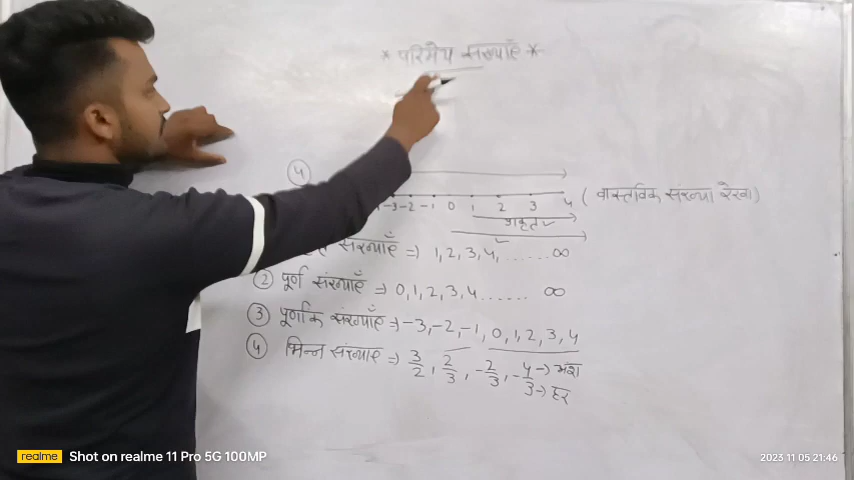 * परिमेय संख्याएँ *
4
-3 -2 -1 0 1 2 3 4 ( वास्तविक संख्या रेखा)
प्राकृत
संख्याएँ => 1, 2, 3, 4, ...... ∞
2 पूर्ण संख्याएँ => 0, 1, 2, 3, 4 ...... ∞
3 पूर्णांक संख्याएँ => -3, -2, -1, 0, 1, 2, 3, 4
4 भिन्न संख्याएँ => 3/2, 2/3, -2/3, -4/3 -> अंश
-> हर
realme Shot on realme 11 Pro 5G 100MP
2023 11 05 21:46